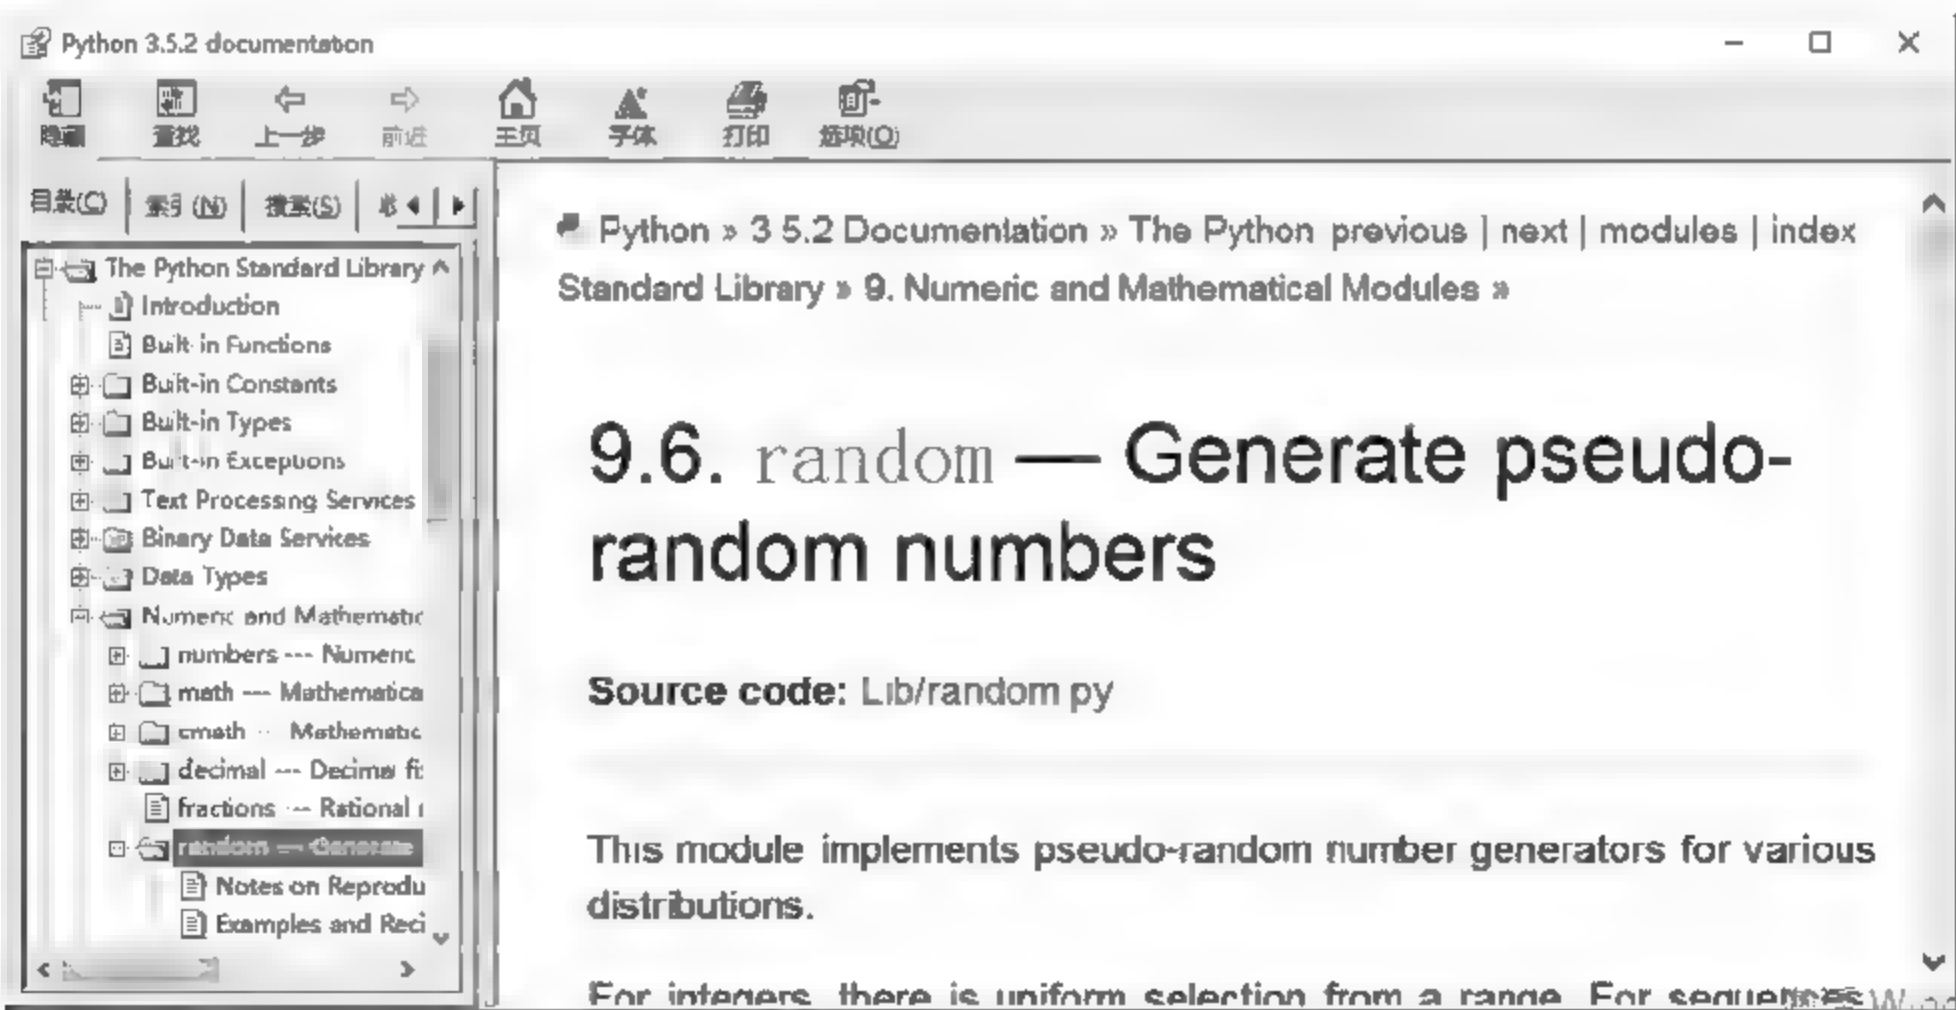 Python 3.5.2 documentation
隐藏 查找 上一步 前进 主页 字体 打印 选项(O)
目录(C) 索引(N) 搜索(S)
The Python Standard Library
Introduction
Built-in Functions
Built-in Constants
Built-in Types
Built-in Exceptions
Text Processing Services
Binary Data Services
Data Types
Numeric and Mathematic
numbers --- Numeric
math --- Mathematica
cmath --- Mathematic
decimal --- Decimal fi
fractions --- Rational
random --- Generate
Notes on Reprodu
Examples and Reci
Python » 3.5.2 Documentation » The Python previous | next | modules | index
Standard Library » 9. Numeric and Mathematical Modules »
9.6. random — Generate pseudo-
random numbers
Source code: Lib/random.py
This module implements pseudo-random number generators for various
distributions.
For integers, there is uniform selection from a range. For sequences